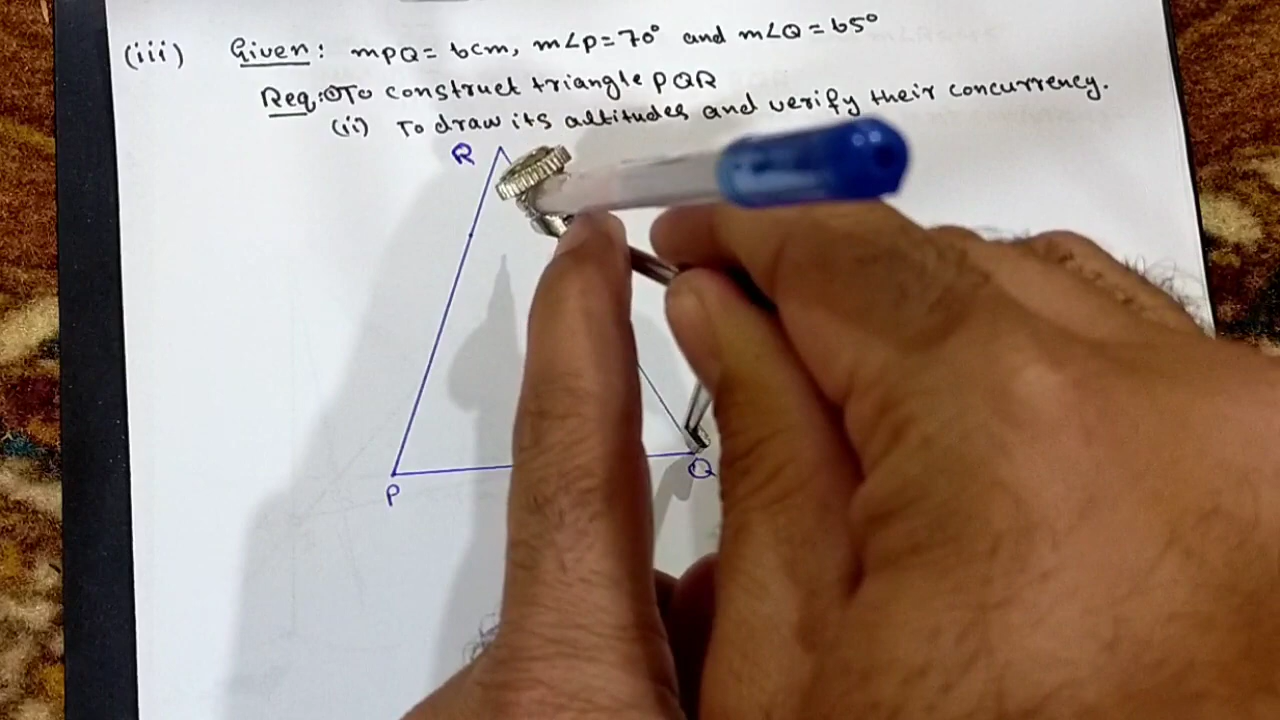 (iii) Given: mPQ = 6cm, m∠P = 70° and m∠Q = 65°
Req: ① To construct triangle PQR
(ii) To draw its altitudes and verify their concurrency.
R
P
Q